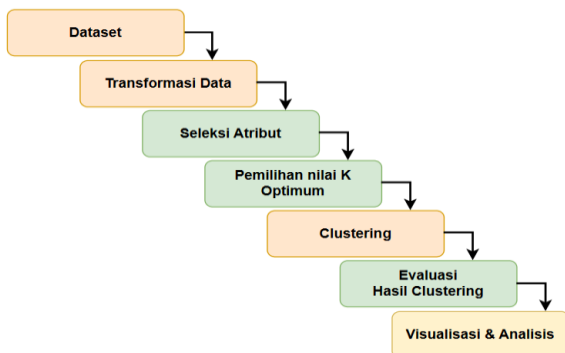 Dataset
Transformasi Data
Seleksi Atribut
Pemilihan nilai K
Optimum
Clustering
Evaluasi
Hasil Clustering
Visualisasi & Analisis